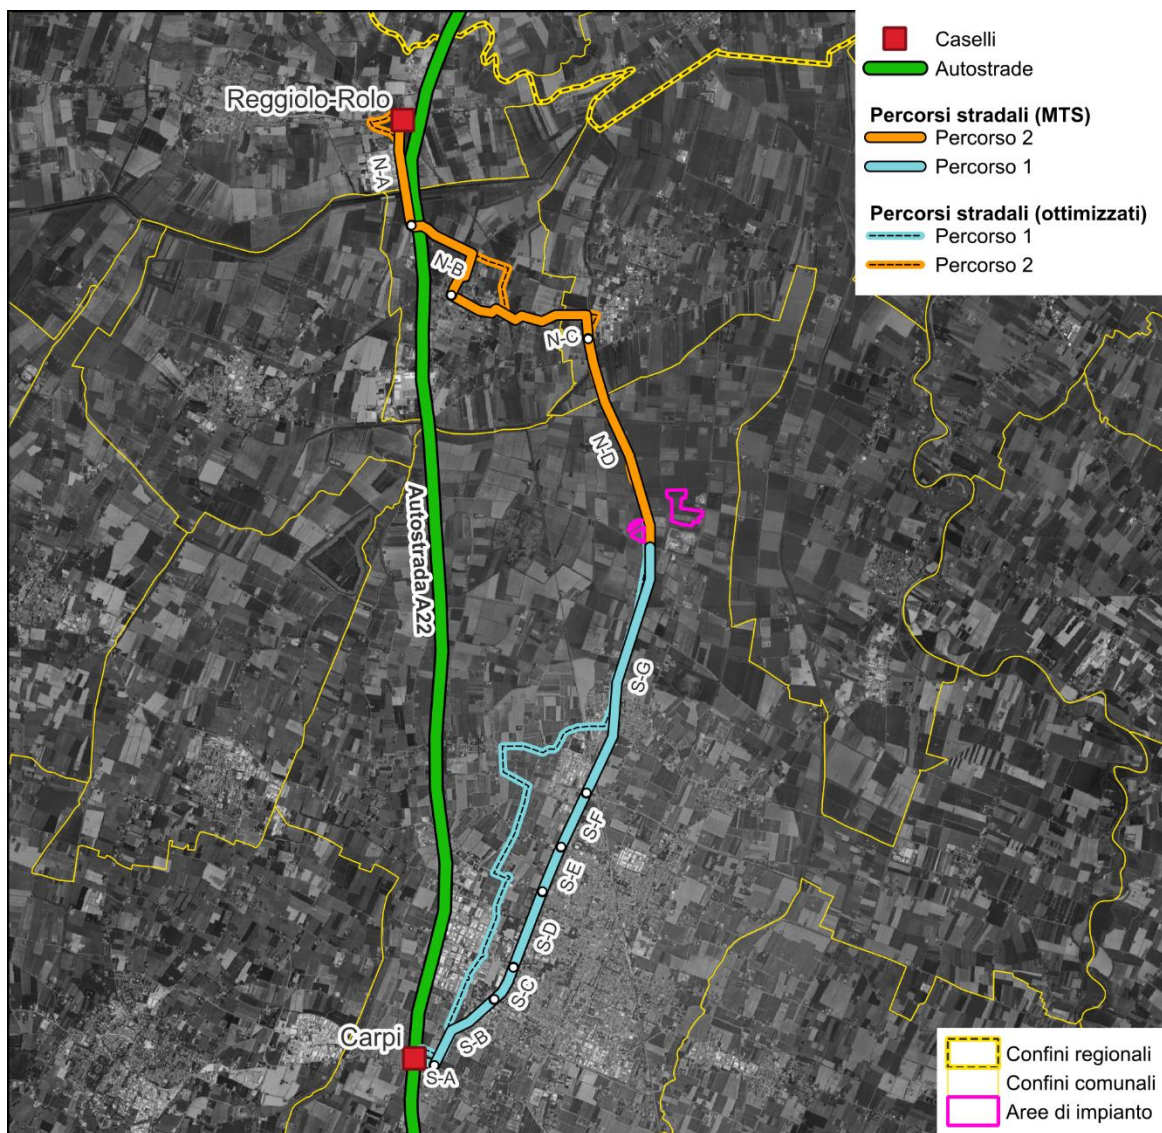 Caselli
Autostrade
Percorsi stradali (MTS)
Percorso 2
Percorso 1
Percorsi stradali (ottimizzati)
Percorso 1
Percorso 2
Reggiolo-Rolo
N-A
N-B
N-C
N-D
Autostrada A22
S-G
S-F
S-E
S-D
S-C
S-B
Carpi
S-A
Confini regionali
Confini comunali
Aree di impianto